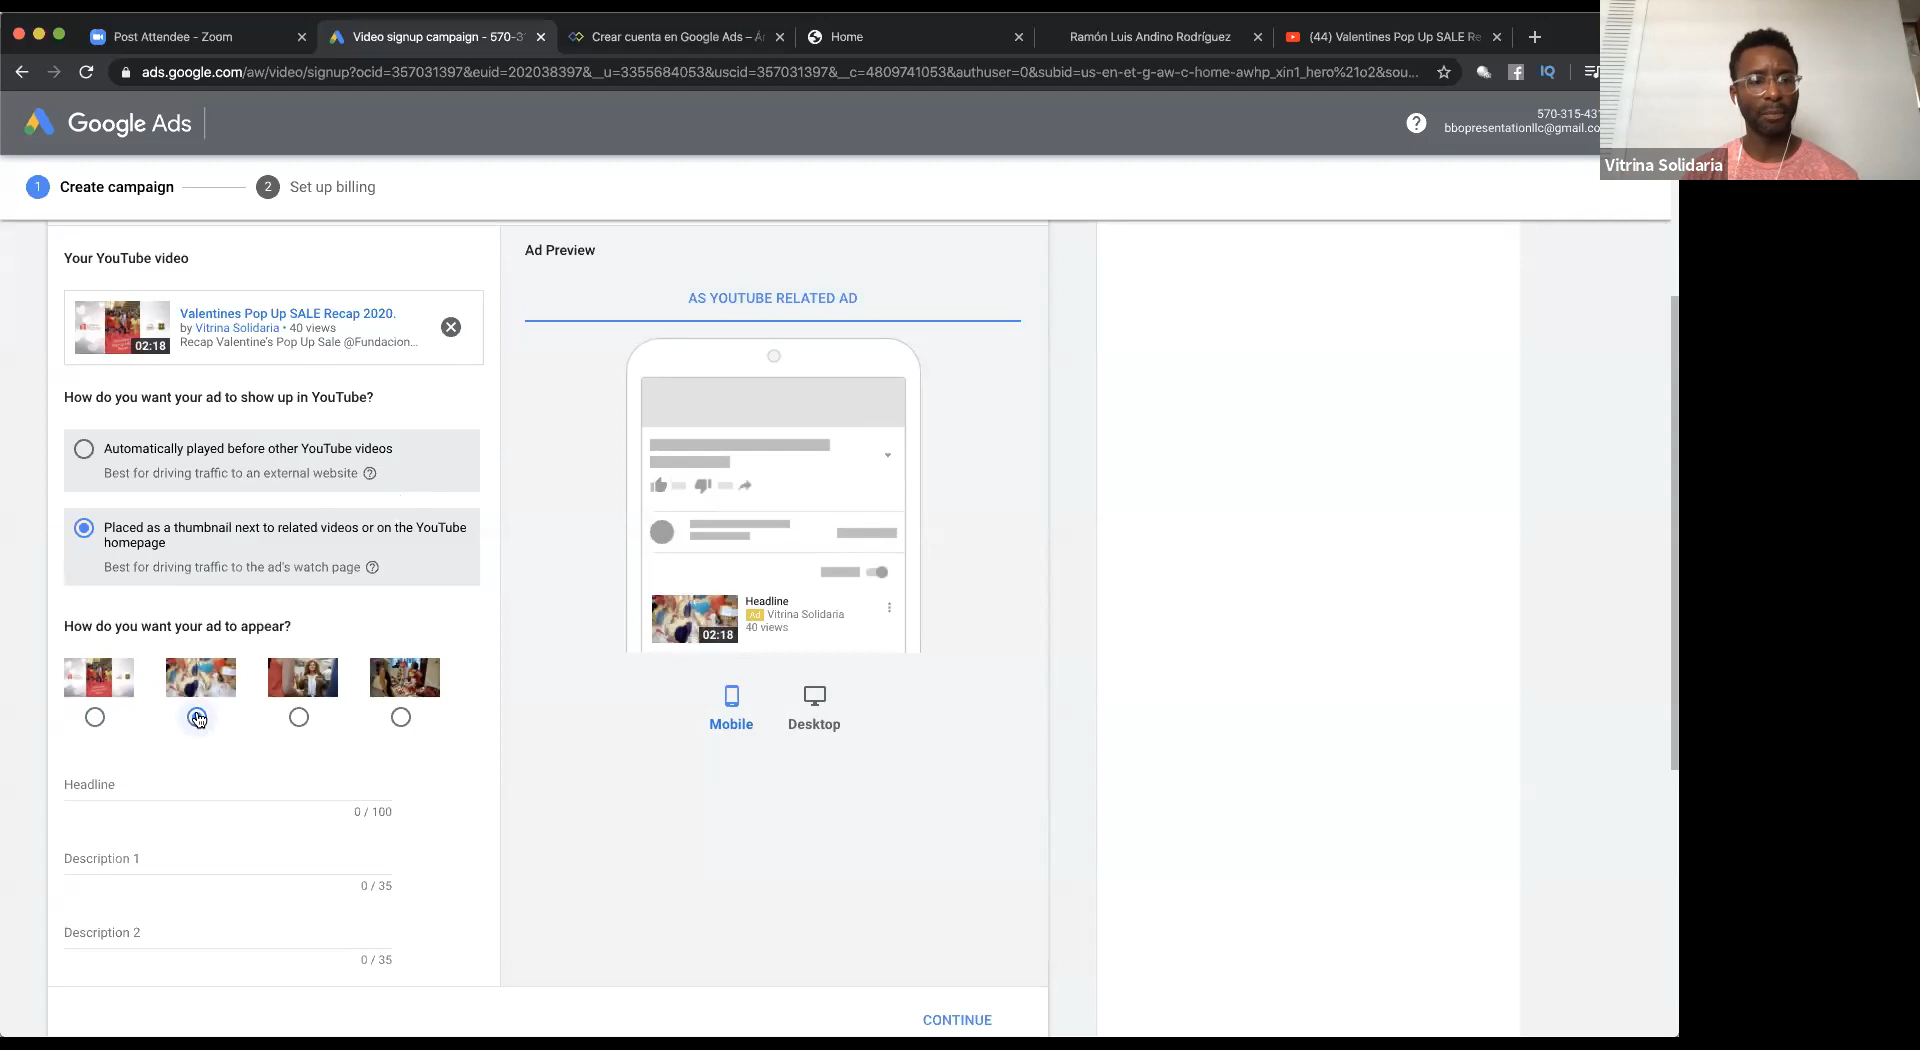 Post Attendee - Zoom
Video signup campaign - 570-3
Crear cuenta en Google Ads –
Home
Ramón Luis Andino Rodríguez
(44) Valentines Pop Up SALE Re
ads.google.com/aw/video/signup?ocid=357031397&euid=202038397&__u=3355684053&uscid=357031397&__c=4809741053&authuser=0&subid=us-en-et-g-aw-c-home-awhp_xin1_hero%21o2&sou...
Google Ads
570-315-43
bbopresentationllc@gmail.co
Vitrina Solidaria
1 Create campaign
2 Set up billing
Your YouTube video
02:18
Valentines Pop Up SALE Recap 2020.
by Vitrina Solidaria • 40 views
Recap Valentine's Pop Up Sale @Fundacion...
How do you want your ad to show up in YouTube?
Automatically played before other YouTube videos
Best for driving traffic to an external website
Placed as a thumbnail next to related videos or on the YouTube
homepage
Best for driving traffic to the ad's watch page
How do you want your ad to appear?
Headline
0 / 100
Description 1
0 / 35
Description 2
0 / 35
Ad Preview
AS YOUTUBE RELATED AD
02:18
Headline
Ad Vitrina Solidaria
40 views
Mobile
Desktop
CONTINUE